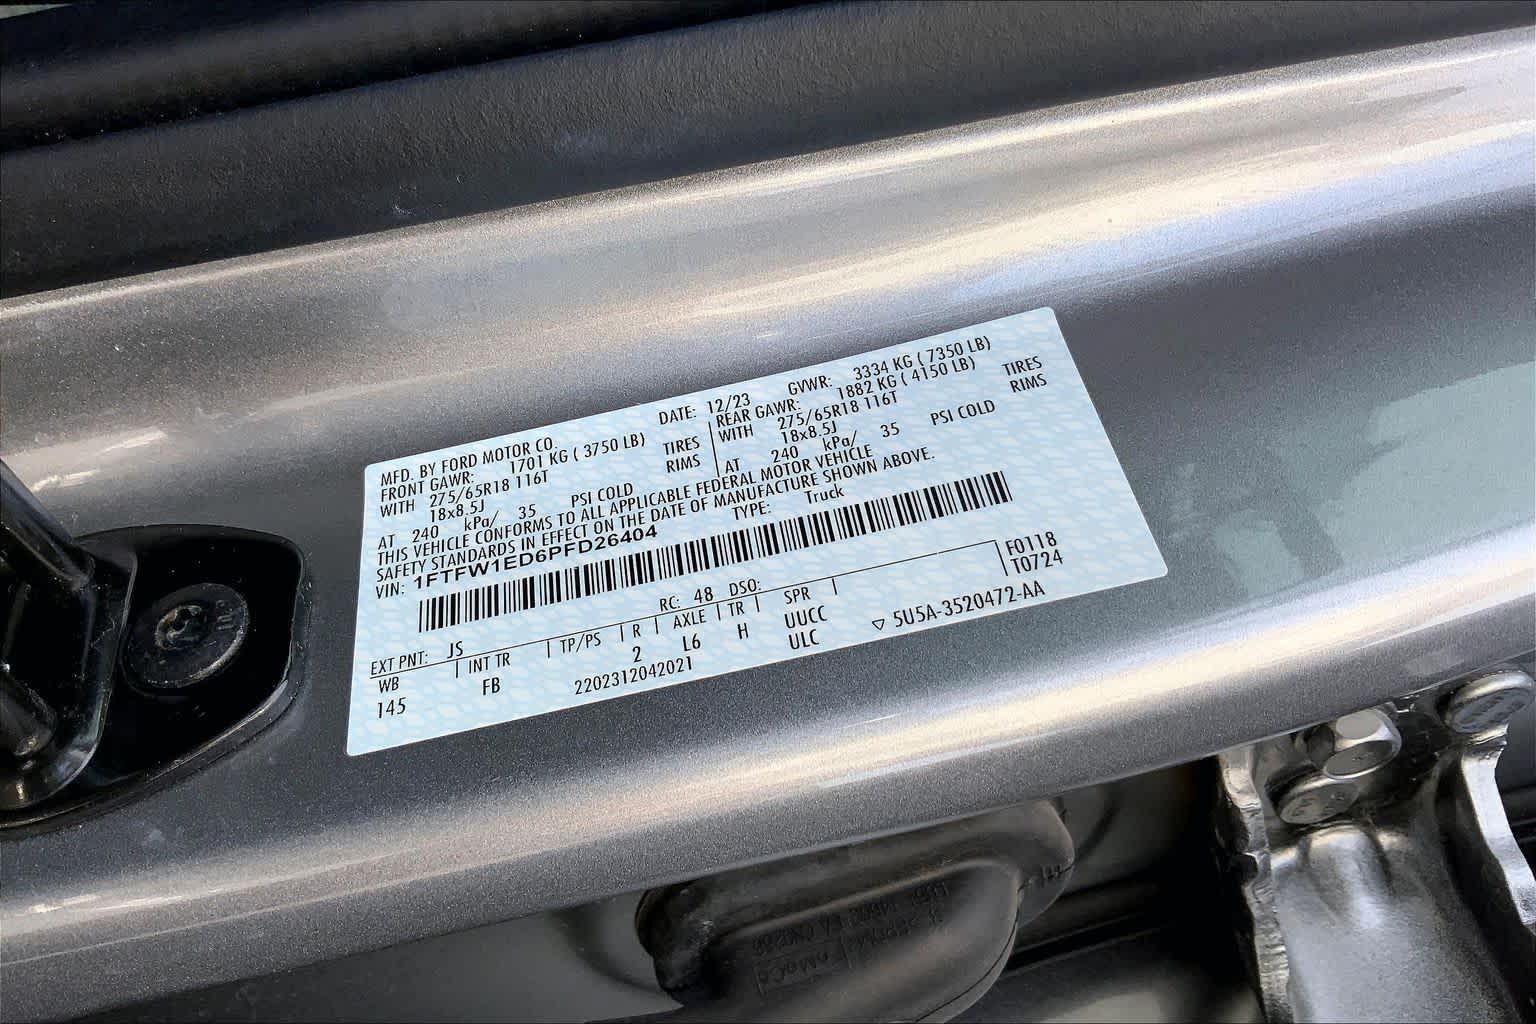 MFD. BY FORD MOTOR CO. DATE: 12/23 GVWR: 3334 KG ( 7350 LB)
FRONT GAWR: 1701 KG ( 3750 LB) REAR GAWR: 1882 KG ( 4150 LB)
WITH 275/65R18 116T TIRES WITH 275/65R18 116T TIRES
18x8.5J RIMS 18x8.5J RIMS
AT 240 kPa/ 35 PSI COLD AT 240 kPa/ 35 PSI COLD
THIS VEHICLE CONFORMS TO ALL APPLICABLE FEDERAL MOTOR VEHICLE
SAFETY STANDARDS IN EFFECT ON THE DATE OF MANUFACTURE SHOWN ABOVE.
VIN: 1FTFW1ED6PFD26404 TYPE: Truck
F0118
T0724
EXT PNT: JS RC: 48 DSO:
WB INT TR TP/PS R AXLE TR SPR
145 FB 2 L6 H UUCC
2202312042021 ULC ▽ 5U5A-3520472-AA